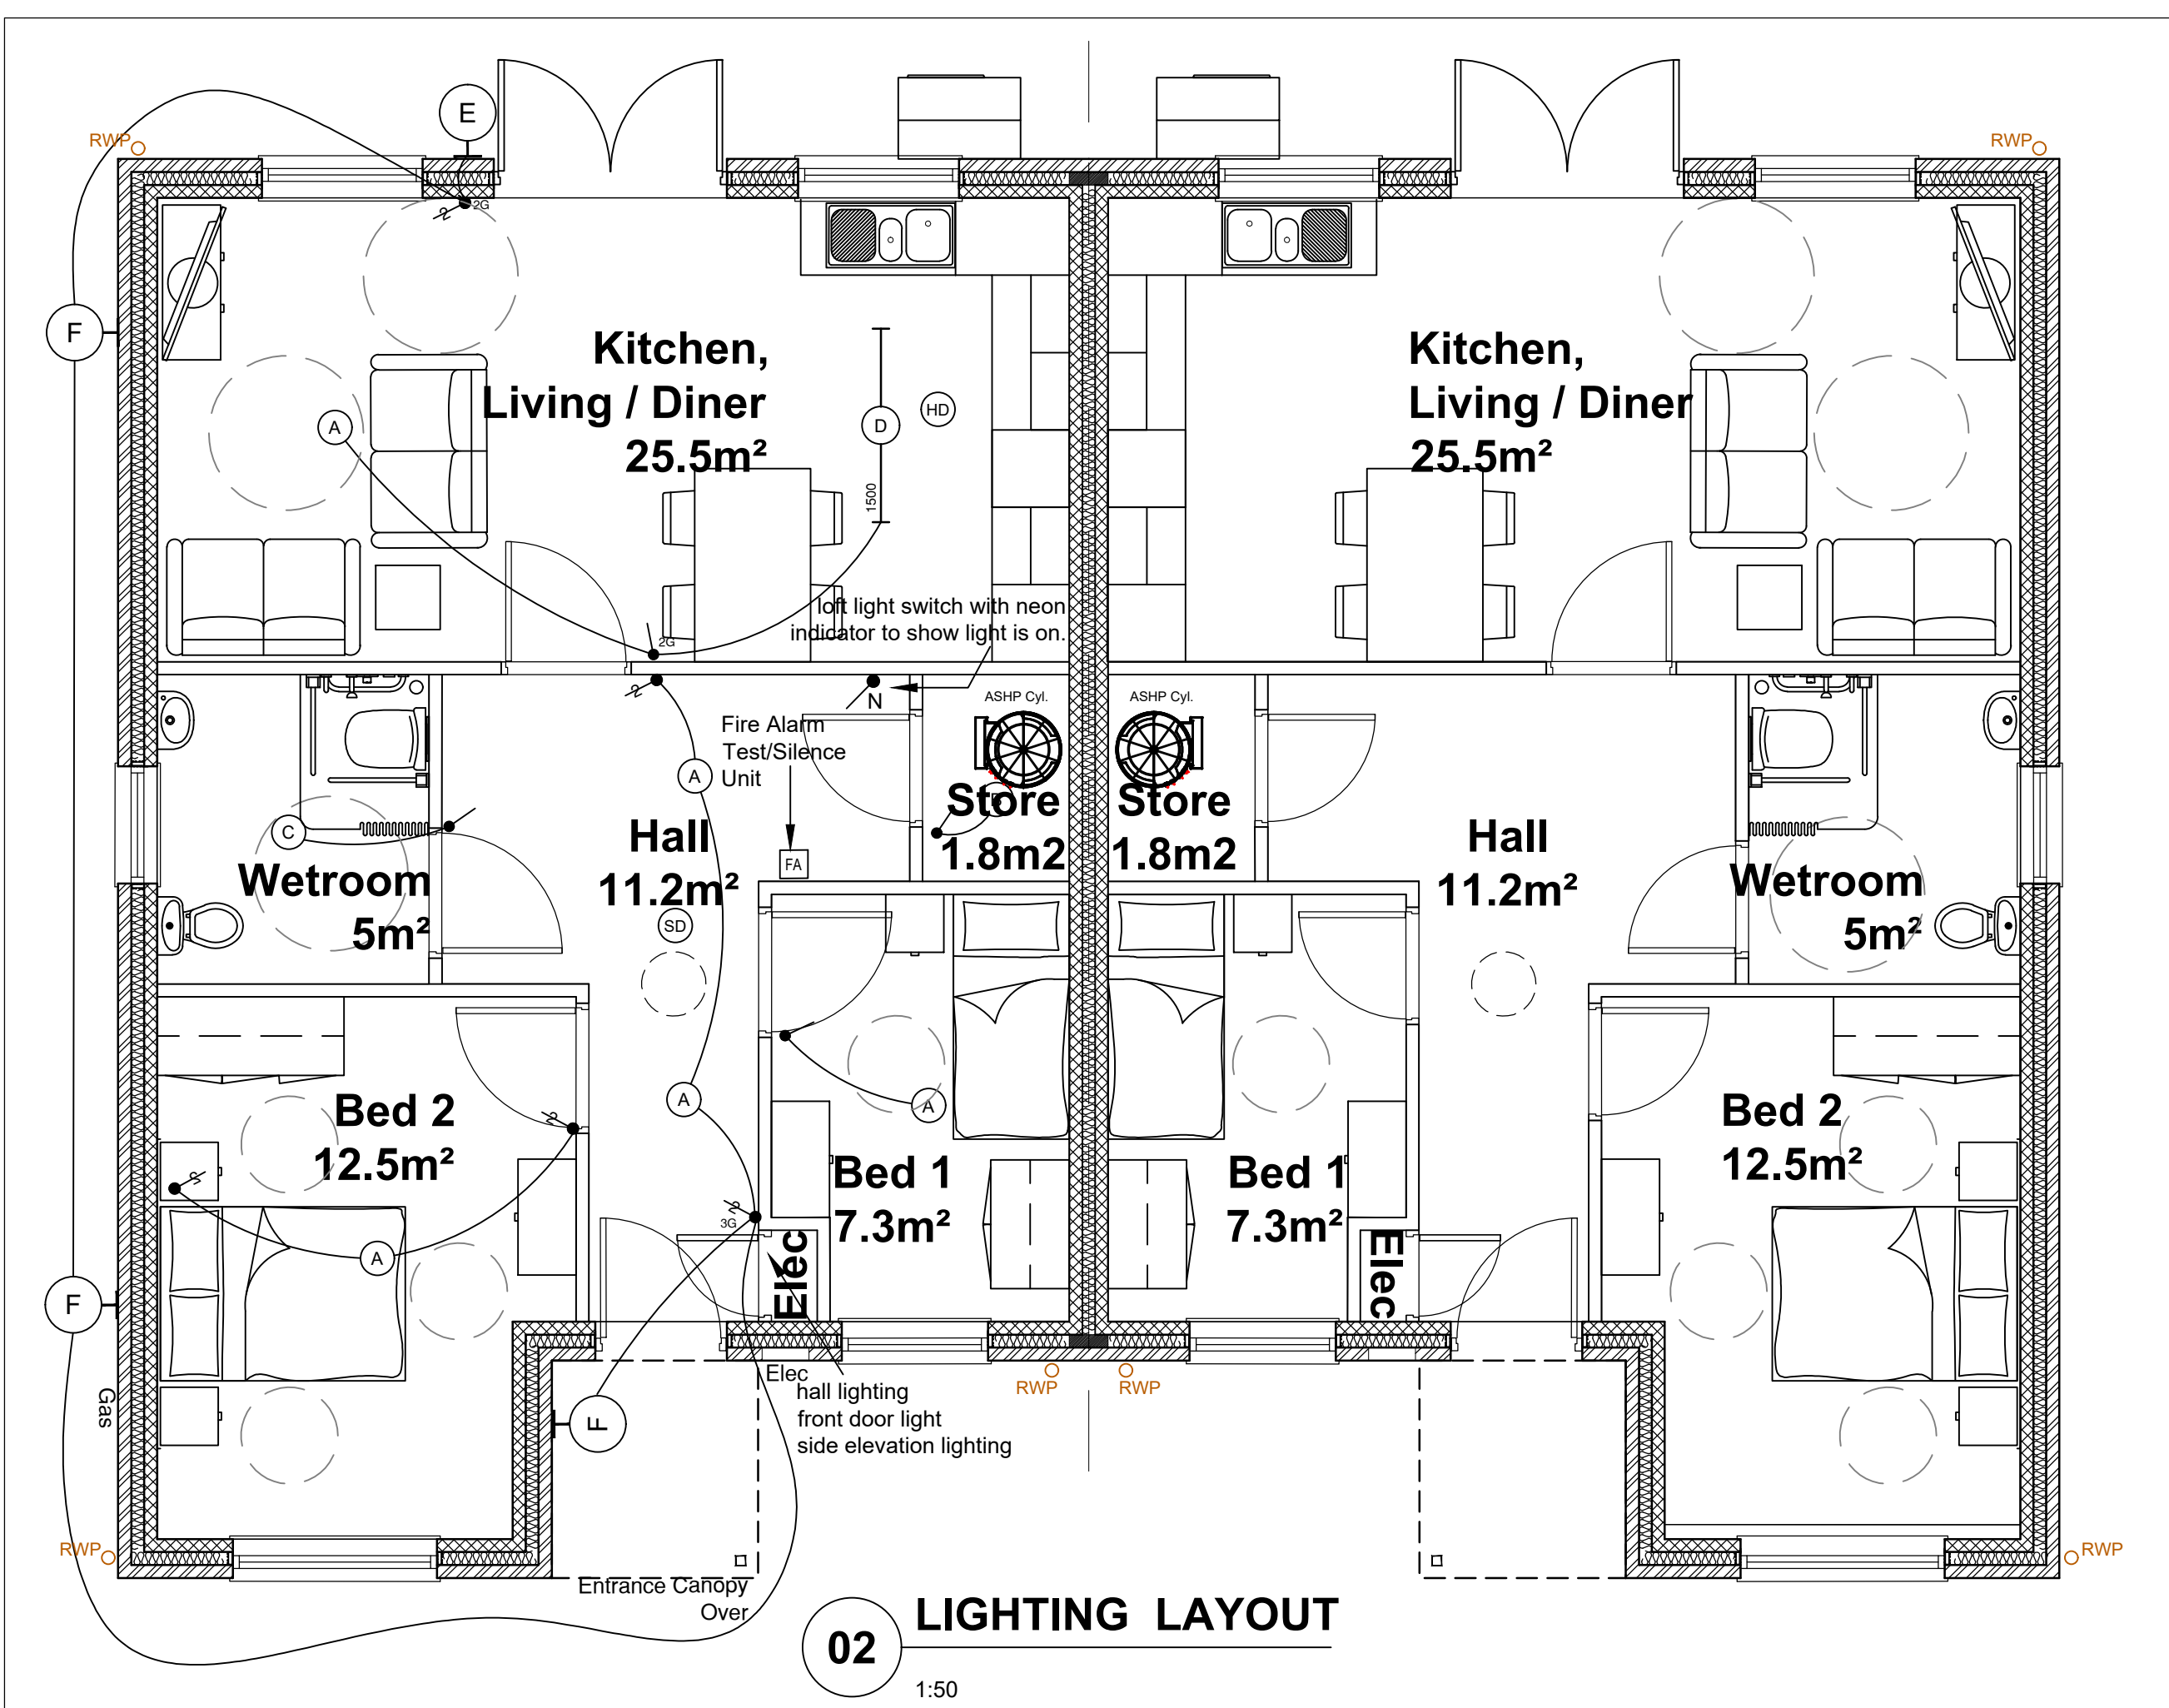 E
RWP
RWP
2
2G
F
Kitchen,
Living / Diner
25.5m²
Kitchen,
Living / Diner
25.5m²
A
D
HD
1500
loft light switch with neon
indicator to show light is on.
2G
2
N
ASHP Cyl.
ASHP Cyl.
Fire Alarm
Test/Silence
Unit
A
Store
1.8m2
Store
1.8m2
C
Hall
11.2m²
Hall
11.2m²
FA
Wetroom
5m²
Wetroom
5m²
SD
A
A
Bed 2
12.5m²
Bed 2
12.5m²
2
2
Bed 1
7.3m²
Bed 1
7.3m²
2
3G
A
Elec
Elec
F
Elec
RWP
RWP
Gas
F
hall lighting
front door light
side elevation lighting
RWP
RWP
Entrance Canopy
Over
02
LIGHTING LAYOUT
1:50